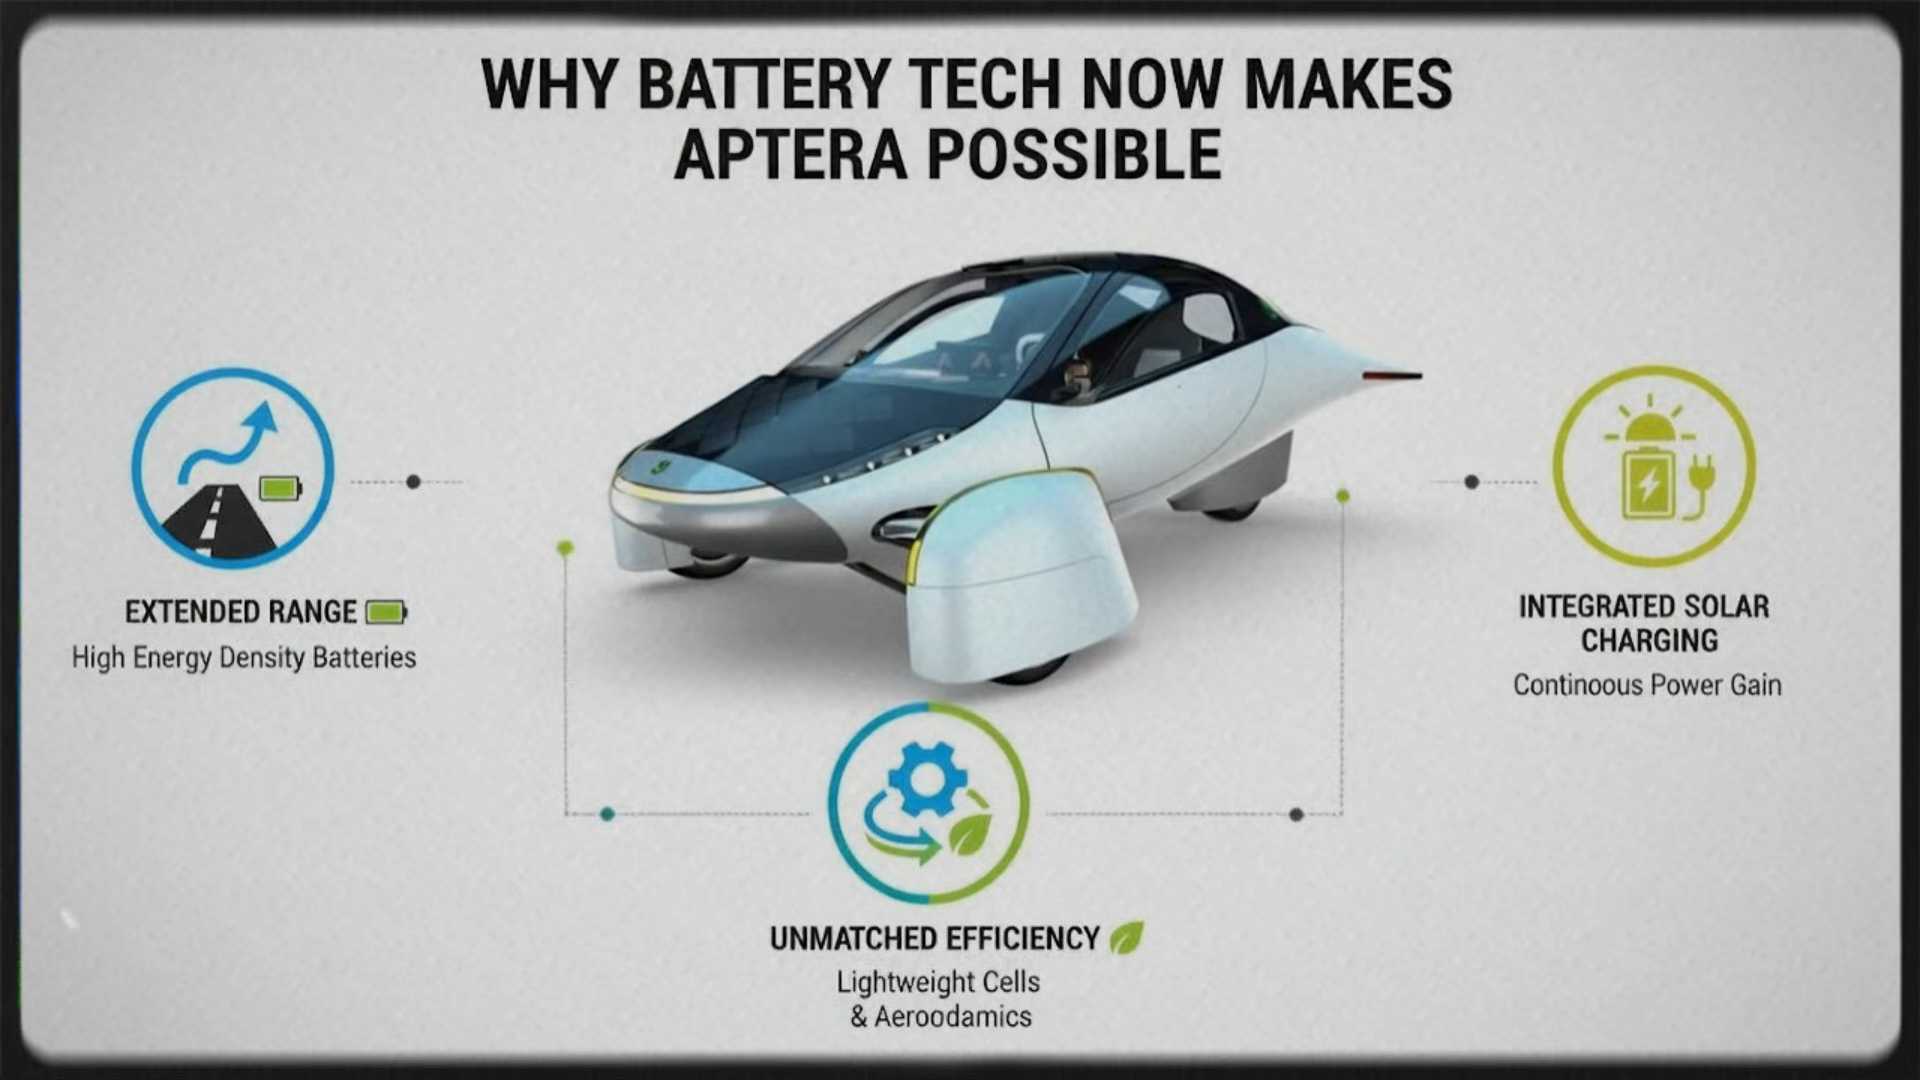 WHY BATTERY TECH NOW MAKES
APTERA POSSIBLE
EXTENDED RANGE
High Energy Density Batteries
INTEGRATED SOLAR
CHARGING
Continoous Power Gain
UNMATCHED EFFICIENCY
Lightweight Cells
& Aeroodamics